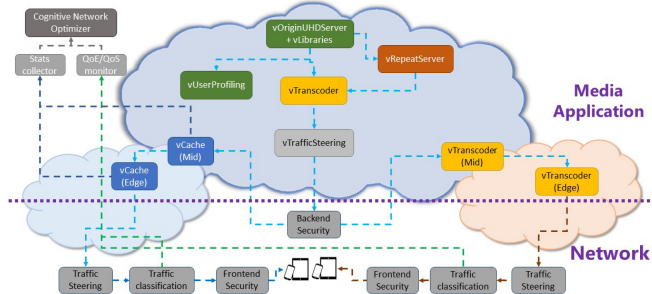 Cognitive Network
Optimizer
Stats
collector
QoE/QoS
monitor
vOriginUHDServer
+ vLibraries
vRepeatServer
vUserProfiling
vTranscoder
Media
Application
vTrafficSteering
vCache
(Mid)
vTranscoder
(Mid)
vCache
(Edge)
vTranscoder
(Edge)
Backend
Security
Network
Traffic
Steering
Traffic
classification
Frontend
Security
Frontend
Security
Traffic
classification
Traffic
Steering